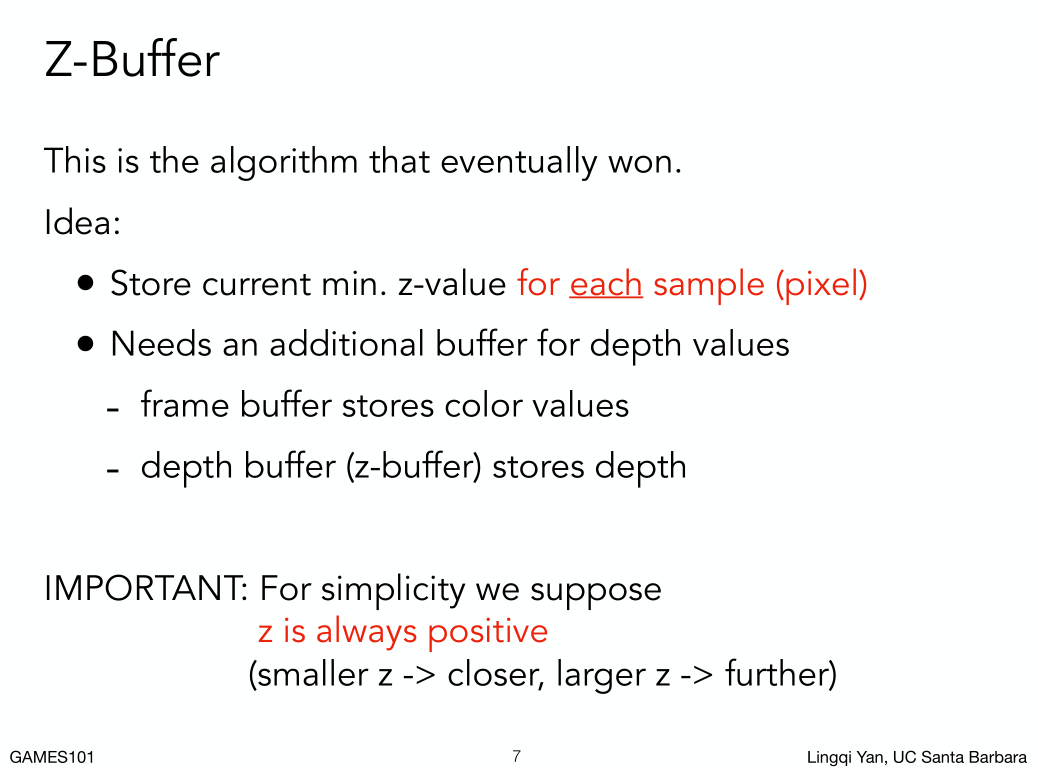 Z-Buffer
This is the algorithm that eventually won.
Idea:
• Store current min. z-value for each sample (pixel)
• Needs an additional buffer for depth values
- frame buffer stores color values
- depth buffer (z-buffer) stores depth
IMPORTANT: For simplicity we suppose
z is always positive
(smaller z -> closer, larger z -> further)
GAMES101
7
Lingqi Yan, UC Santa Barbara